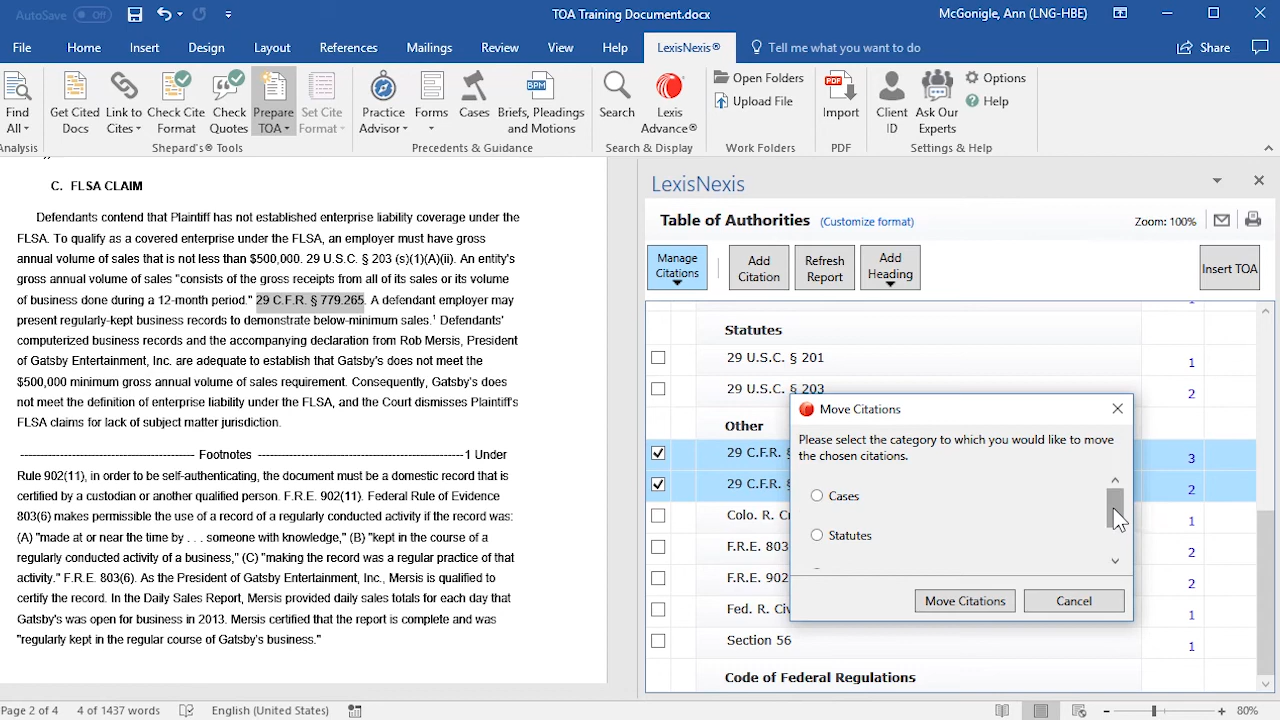 AutoSave Off
TOA Training Document.docx
McGonigle, Ann (LNG-HBE)
File Home Insert Design Layout References Mailings Review View Help LexisNexis® Tell me what you want to do Share
Find All
Get Cited Docs
Link to Cites
Check Cite Format
Check Quotes
Prepare TOA
Set Cite Format
Practice Advisor
Forms
Cases
Briefs, Pleadings and Motions
Search
Lexis Advance®
Open Folders
Upload File
Import
Client ID
Ask Our Experts
Options
Help
Analysis Shepard's® Tools Precedents & Guidance Search & Display Work Folders PDF Settings & Help
C. FLSA CLAIM
Defendants contend that Plaintiff has not established enterprise liability coverage under the
FLSA. To qualify as a covered enterprise under the FLSA, an employer must have gross
annual volume of sales that is not less than $500,000. 29 U.S.C. § 203 (s)(1)(A)(ii). An entity's
gross annual volume of sales "consists of the gross receipts from all of its sales or its volume
of business done during a 12-month period." 29 C.F.R. § 779.265. A defendant employer may
present regularly-kept business records to demonstrate below-minimum sales.¹ Defendants'
computerized business records and the accompanying declaration from Rob Mersis, President
of Gatsby Entertainment, Inc. are adequate to establish that Gatsby's does not meet the
$500,000 minimum gross annual volume of sales requirement. Consequently, Gatsby's does
not meet the definition of enterprise liability under the FLSA, and the Court dismisses Plaintiff's
FLSA claims for lack of subject matter jurisdiction.
------------------------------------------ Footnotes ------------------------------------------1 Under
Rule 902(11), in order to be self-authenticating, the document must be a domestic record that is
certified by a custodian or another qualified person. F.R.E. 902(11). Federal Rule of Evidence
803(6) makes permissible the use of a record of a regularly conducted activity if the record was:
(A) "made at or near the time by . . . someone with knowledge," (B) "kept in the course of a
regularly conducted activity of a business," (C) "making the record was a regular practice of that
activity." F.R.E. 803(6). As the President of Gatsby Entertainment, Inc., Mersis is qualified to
certify the record. In the Daily Sales Report, Mersis provided daily sales totals for each day that
Gatsby's was open for business in 2013. Mersis certified that the report is complete and was
"regularly kept in the regular course of Gatsby's business."
LexisNexis
Table of Authorities (Customize format) Zoom: 100%
Manage Citations
Add Citation
Refresh Report
Add Heading
Insert TOA
Statutes
29 U.S.C. § 201 1
29 U.S.C. § 203 2
Other
29 C.F.R. § 3
29 C.F.R. § 2
Colo. R. C 1
F.R.E. 803 2
F.R.E. 902 2
Fed. R. Civ 1
Section 56 1
Code of Federal Regulations
Move Citations
Please select the category to which you would like to move
the chosen citations.
Cases
Statutes
Move Citations Cancel
Page 2 of 4 4 of 1437 words English (United States) 80%